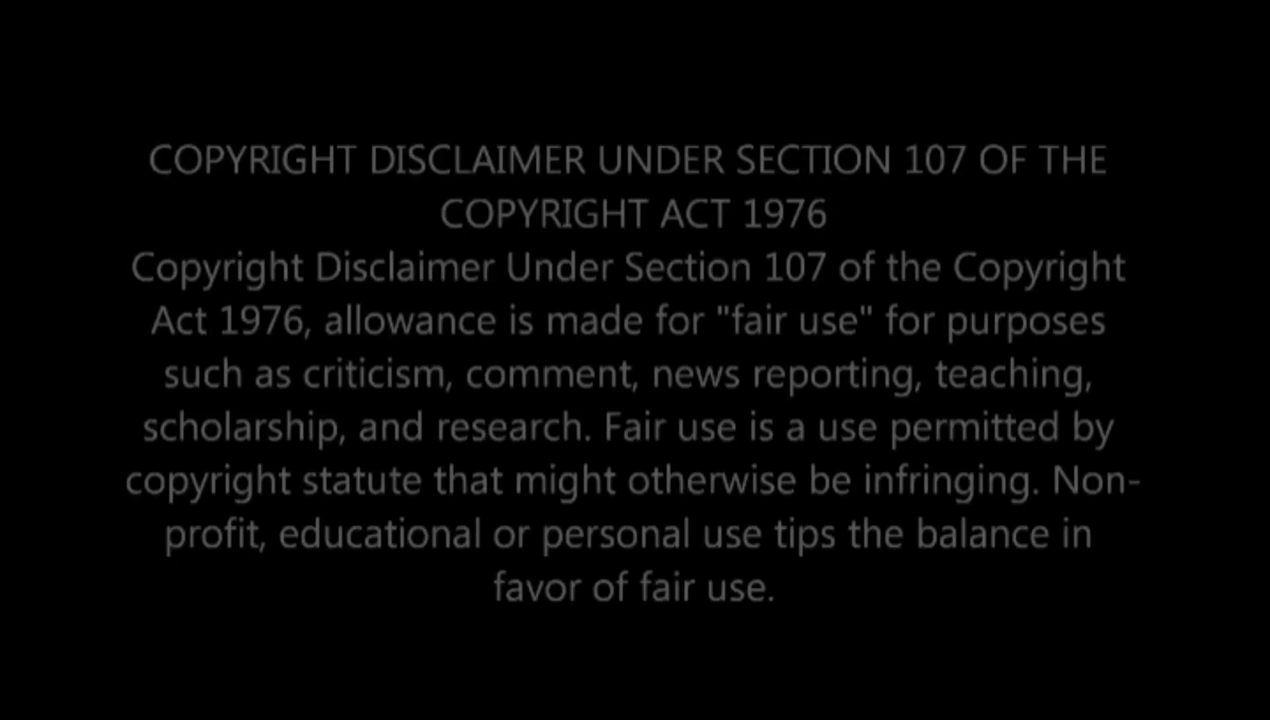 COPYRIGHT DISCLAIMER UNDER SECTION 107 OF THE
COPYRIGHT ACT 1976
Copyright Disclaimer Under Section 107 of the Copyright
Act 1976, allowance is made for "fair use" for purposes
such as criticism, comment, news reporting, teaching,
scholarship, and research. Fair use is a use permitted by
copyright statute that might otherwise be infringing. Non-
profit, educational or personal use tips the balance in
favor of fair use.